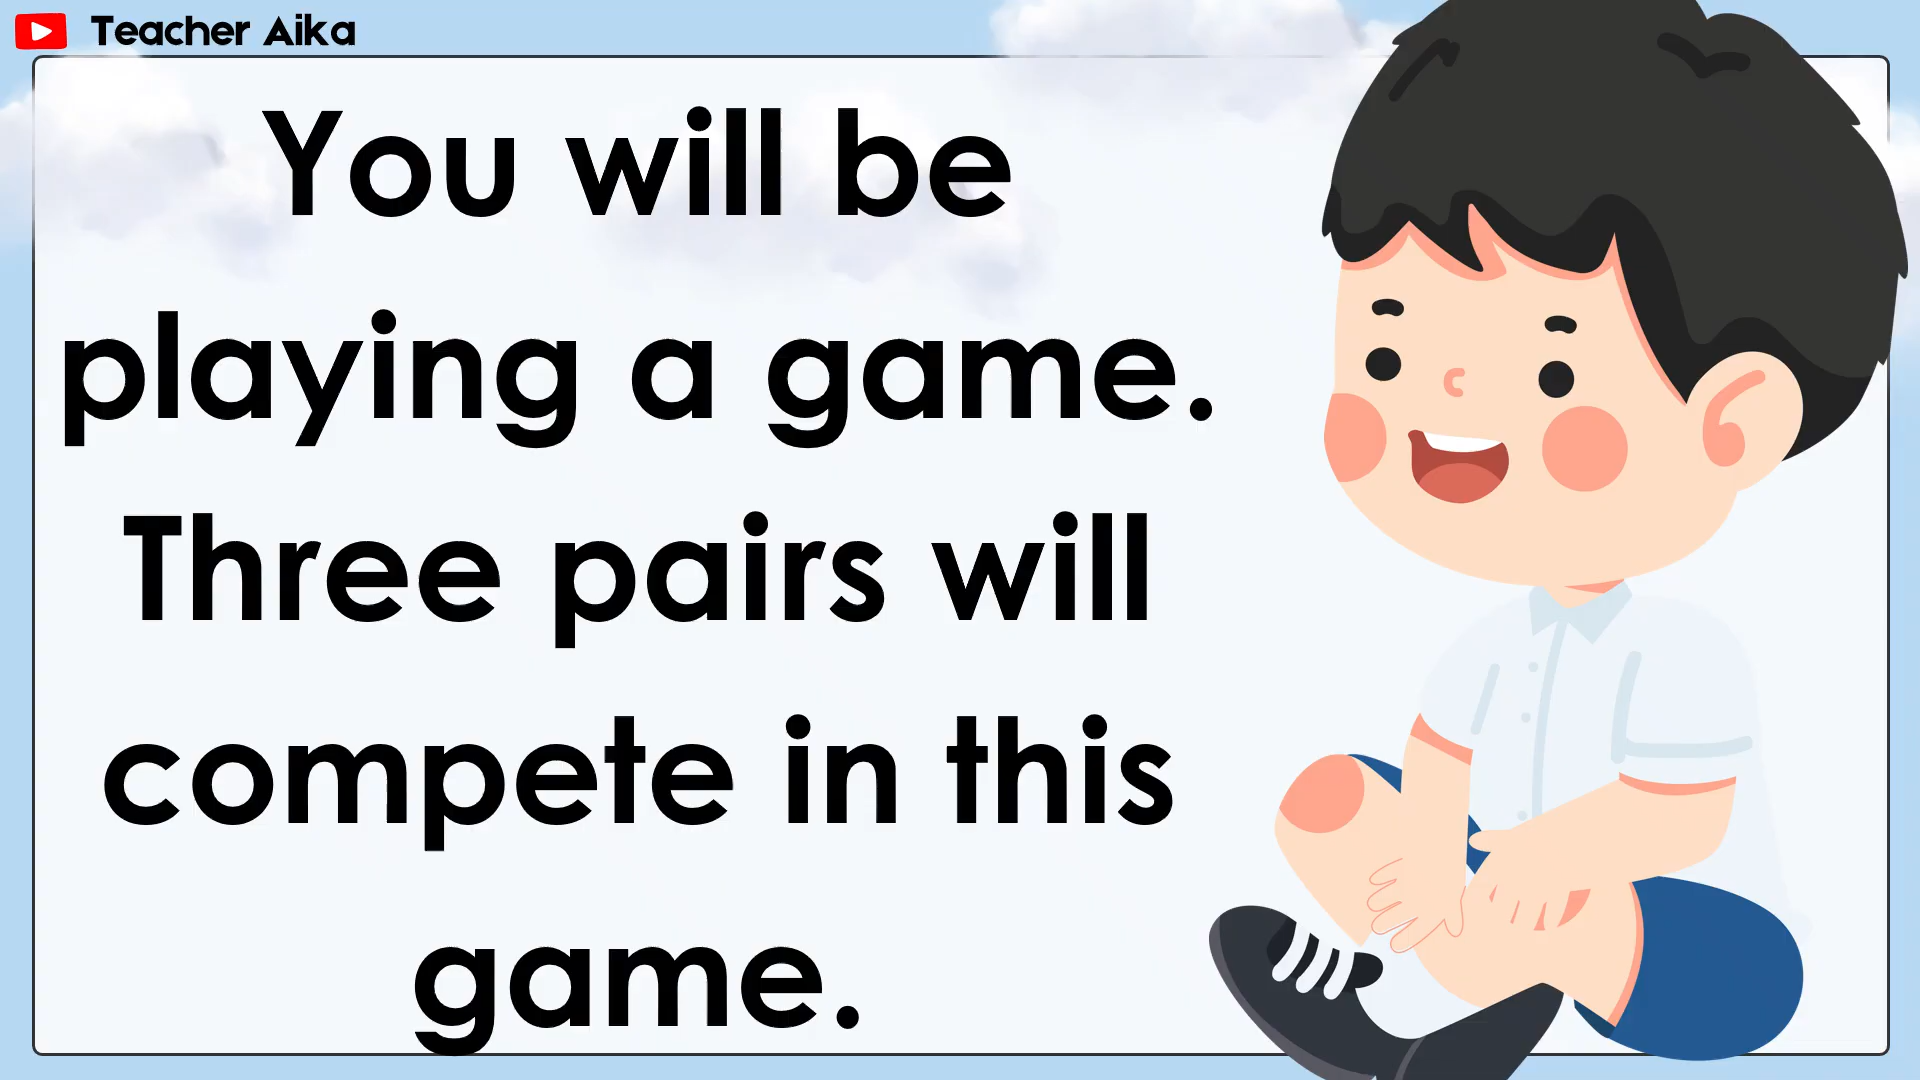 Teacher Aika
You will be
playing a game.
Three pairs will
compete in this
game.